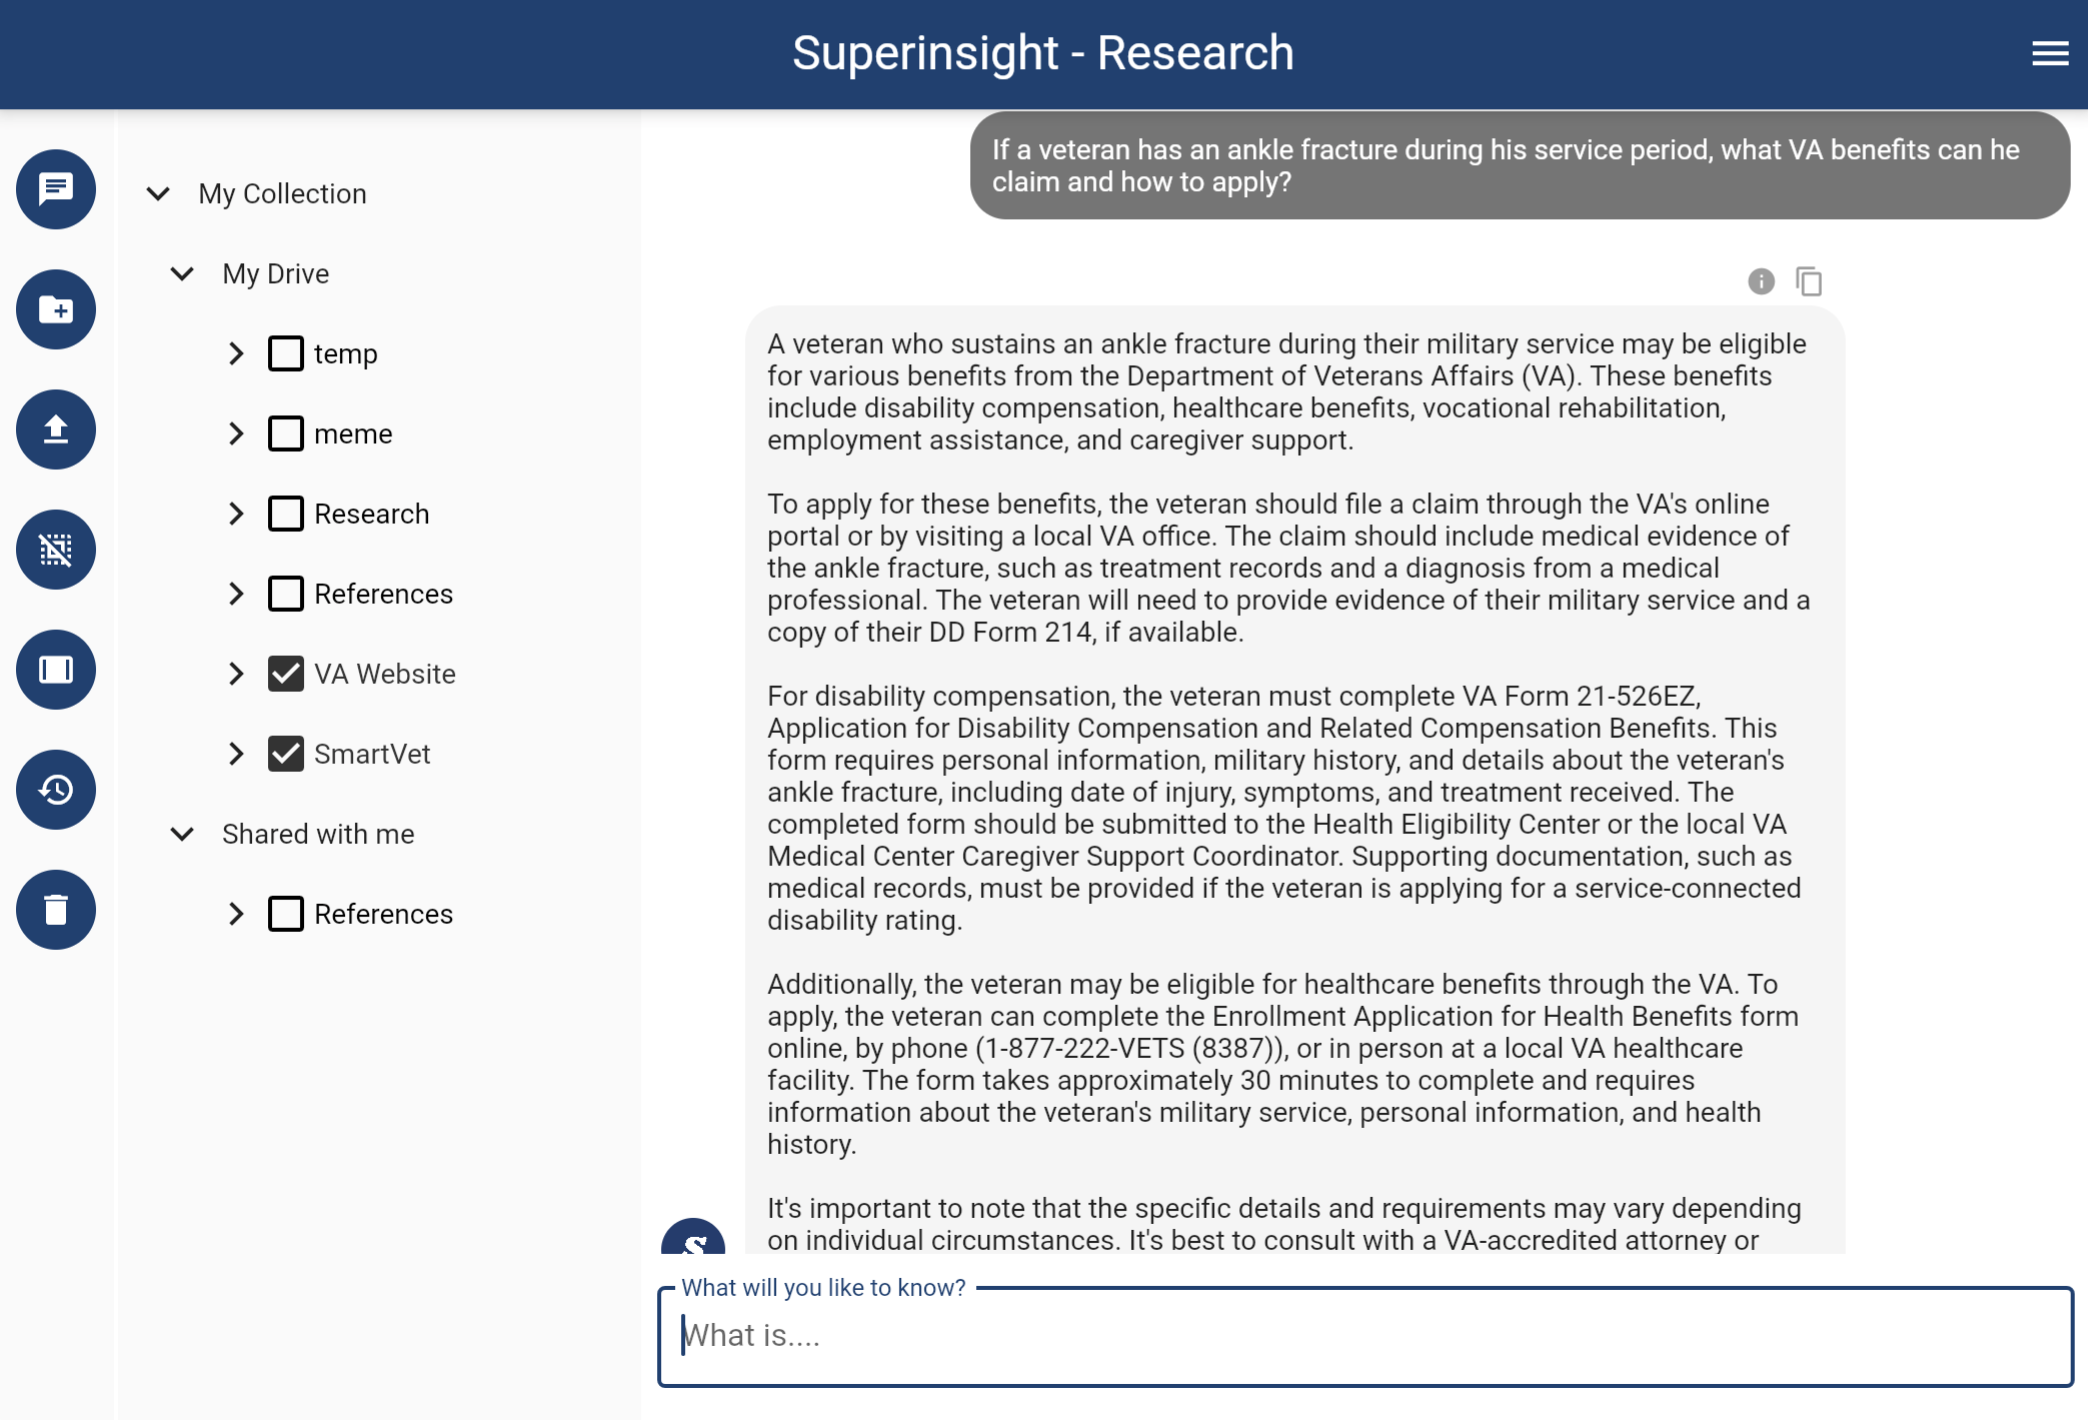 Superinsight - Research
My Collection
My Drive
temp
meme
Research
References
VA Website
SmartVet
Shared with me
References
If a veteran has an ankle fracture during his service period, what VA benefits can he
claim and how to apply?
A veteran who sustains an ankle fracture during their military service may be eligible
for various benefits from the Department of Veterans Affairs (VA). These benefits
include disability compensation, healthcare benefits, vocational rehabilitation,
employment assistance, and caregiver support.
To apply for these benefits, the veteran should file a claim through the VA's online
portal or by visiting a local VA office. The claim should include medical evidence of
the ankle fracture, such as treatment records and a diagnosis from a medical
professional. The veteran will need to provide evidence of their military service and a
copy of their DD Form 214, if available.
For disability compensation, the veteran must complete VA Form 21-526EZ,
Application for Disability Compensation and Related Compensation Benefits. This
form requires personal information, military history, and details about the veteran's
ankle fracture, including date of injury, symptoms, and treatment received. The
completed form should be submitted to the Health Eligibility Center or the local VA
Medical Center Caregiver Support Coordinator. Supporting documentation, such as
medical records, must be provided if the veteran is applying for a service-connected
disability rating.
Additionally, the veteran may be eligible for healthcare benefits through the VA. To
apply, the veteran can complete the Enrollment Application for Health Benefits form
online, by phone (1-877-222-VETS (8387)), or in person at a local VA healthcare
facility. The form takes approximately 30 minutes to complete and requires
information about the veteran's military service, personal information, and health
history.
It's important to note that the specific details and requirements may vary depending
on individual circumstances. It's best to consult with a VA-accredited attorney or
S
What will you like to know?
What is....